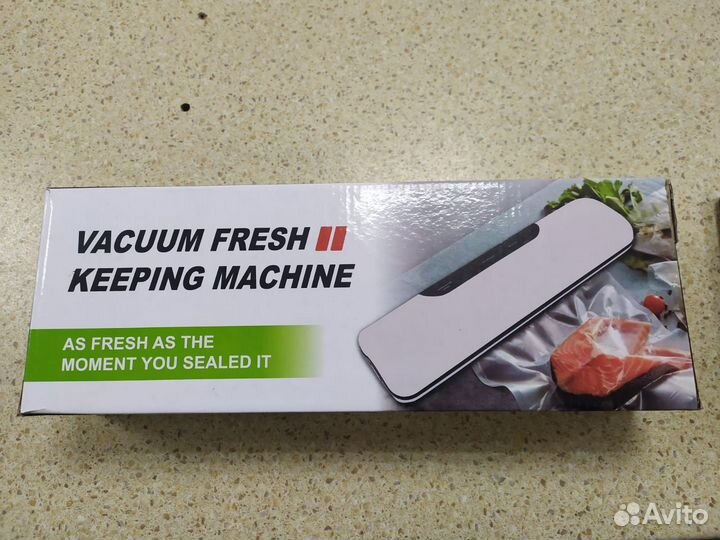 VACUUM FRESH
KEEPING MACHINE
AS FRESH AS THE
MOMENT YOU SEALED IT
Avito